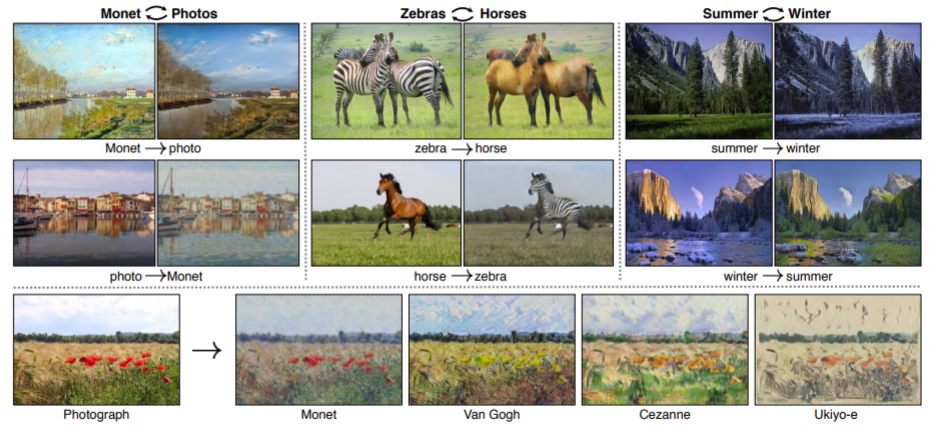 Monet ⇄ Photos
Zebras ⇄ Horses
Summer ⇄ Winter
Monet → photo
zebra → horse
summer → winter
photo → Monet
horse → zebra
winter → summer
Photograph
Monet
Van Gogh
Cezanne
Ukiyo-e